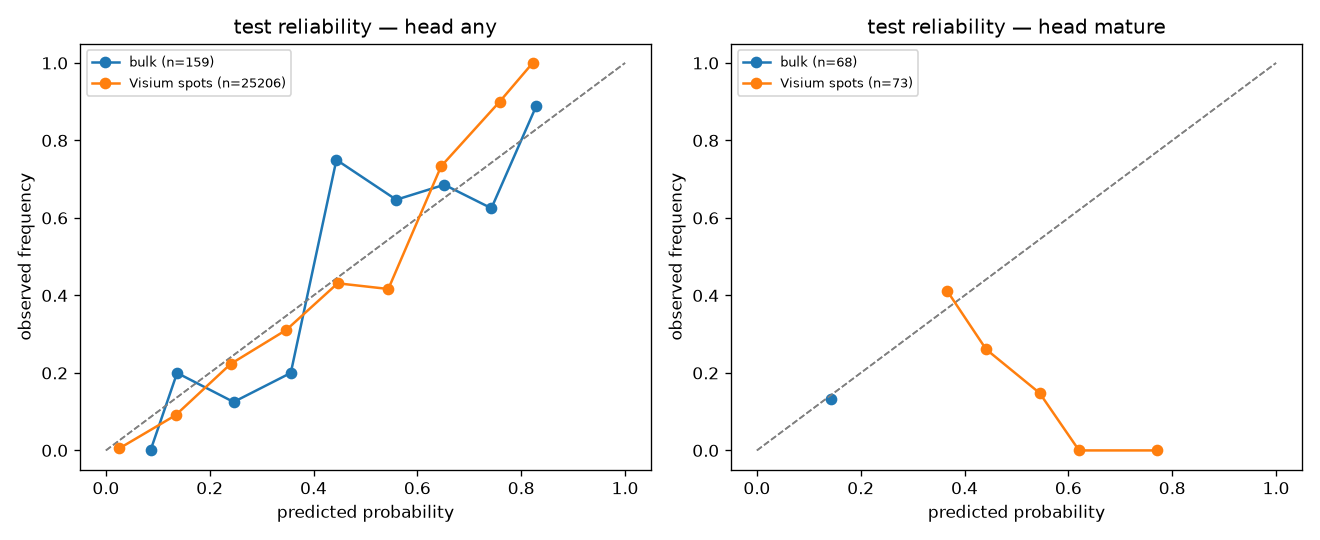 test reliability — head any
bulk (n=159)
Visium spots (n=25206)
1.0
0.8
0.6
0.4
0.2
0.0
observed frequency
0.0 0.2 0.4 0.6 0.8 1.0
predicted probability
test reliability — head mature
bulk (n=68)
Visium spots (n=73)
1.0
0.8
0.6
0.4
0.2
0.0
observed frequency
0.0 0.2 0.4 0.6 0.8 1.0
predicted probability